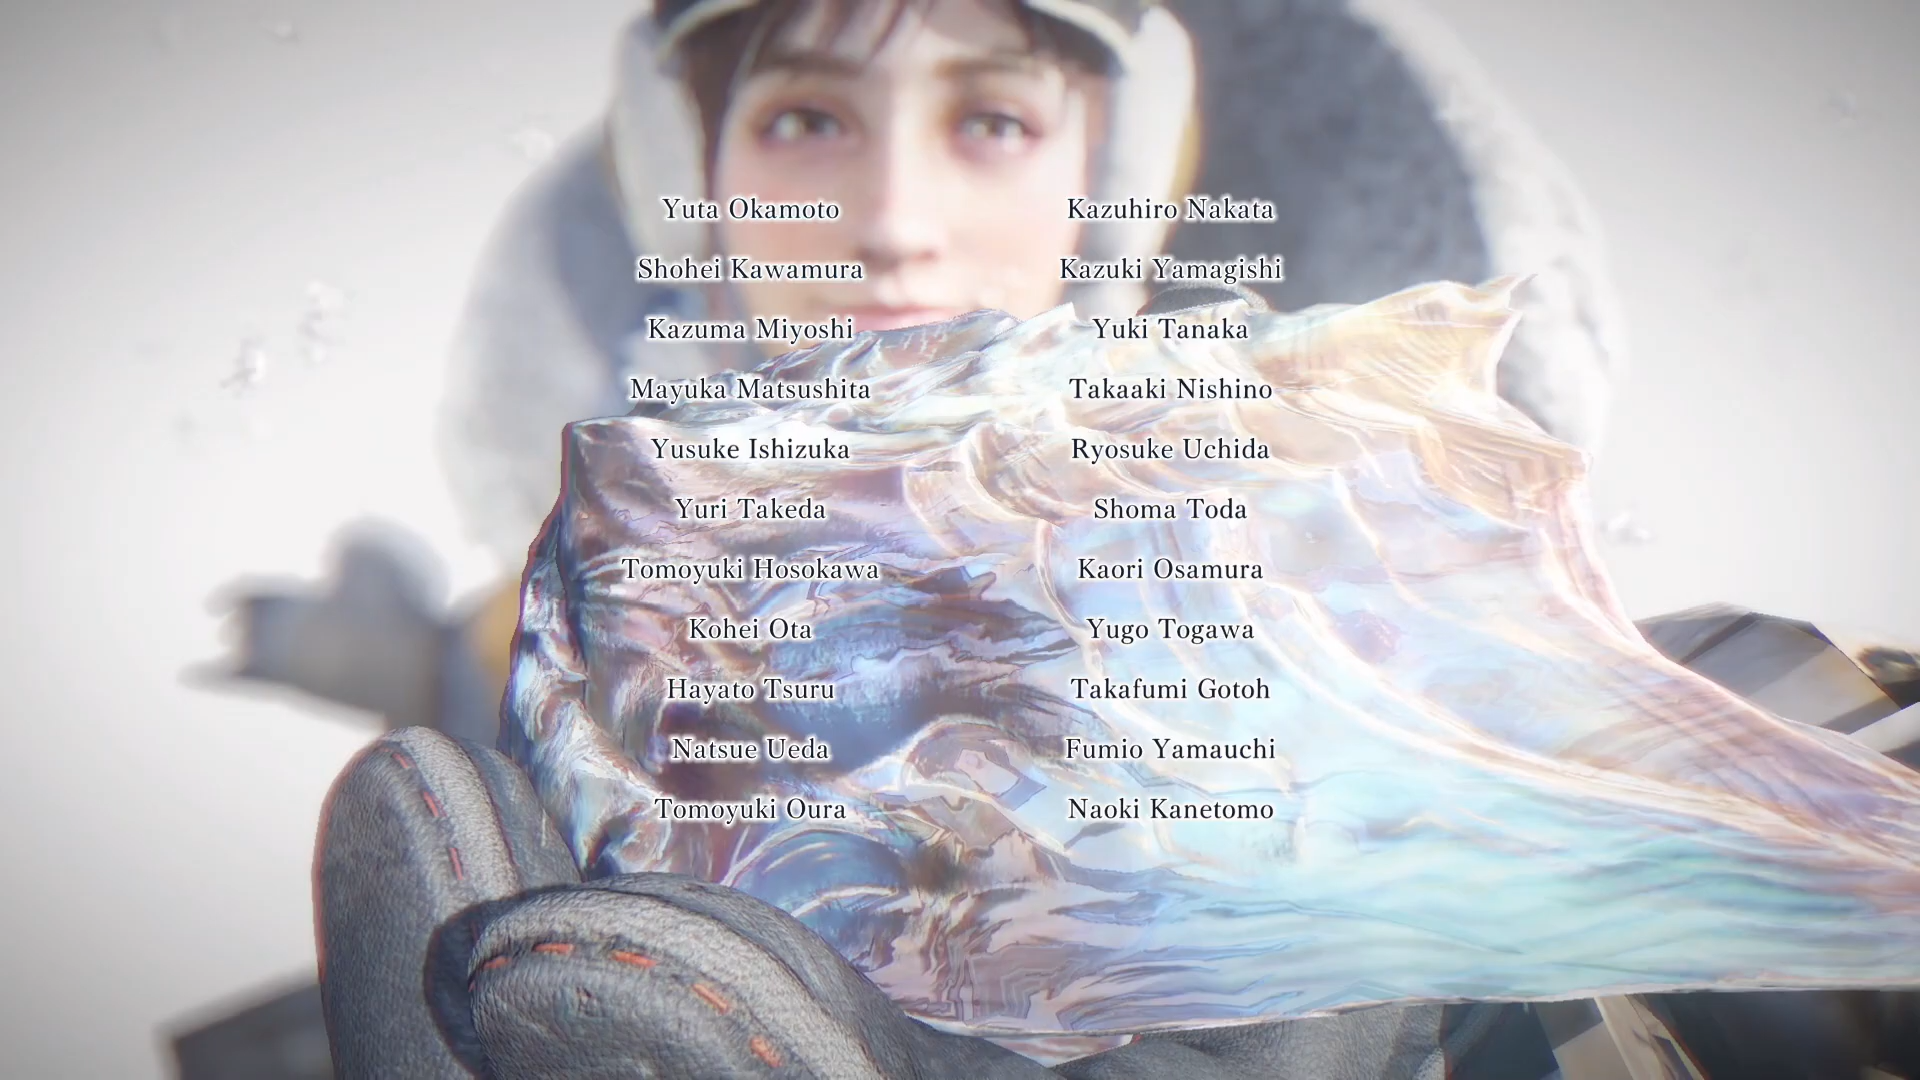 Yuta Okamoto
Shohei Kawamura
Kazuma Miyoshi
Mayuka Matsushita
Yusuke Ishizuka
Yuri Takeda
Tomoyuki Hosokawa
Kohei Ota
Hayato Tsuru
Natsue Ueda
Tomoyuki Oura
Kazuhiro Nakata
Kazuki Yamagishi
Yuki Tanaka
Takaaki Nishino
Ryosuke Uchida
Shoma Toda
Kaori Osamura
Yugo Togawa
Takafumi Gotoh
Fumio Yamauchi
Naoki Kanetomo